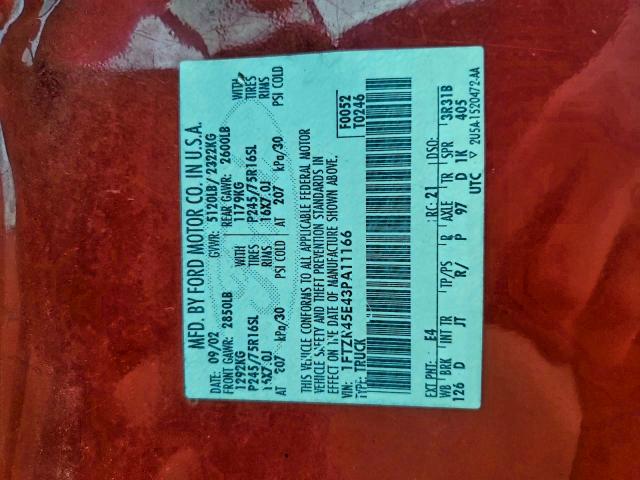 MFD. BY FORD MOTOR CO. IN U.S.A.
DATE: 09/02 GVWR: 5120LB/ 2322KG
FRONT GAWR: 2850LB REAR GAWR: 2600LB
1292KG WITH 1179KG WITH
P245/75R16SL TIRES P245/75R16SL TIRES
16X7.0J RIMS 16X7.0J RIMS
AT 207 kPa/30 PSI COLD AT 207 kPa/30 PSI COLD
THIS VEHICLE CONFORMS TO ALL APPLICABLE FEDERAL MOTOR
VEHICLE SAFETY AND THEFT PREVENTION STANDARDS IN
EFFECT ON THE DATE OF MANUFACTURE SHOWN ABOVE.
VIN: 1FTZR45E43PA11166 F0052
TYPE: TRUCK T0246
EXT PNT: E4 RC: 21 DSO:
WB BRK INT TR TP/PS R AXLE TR SPR 3R31B
126 D JT R/ P 97 D 1K 405
UTC ▽ 2U5A-1520472-AA